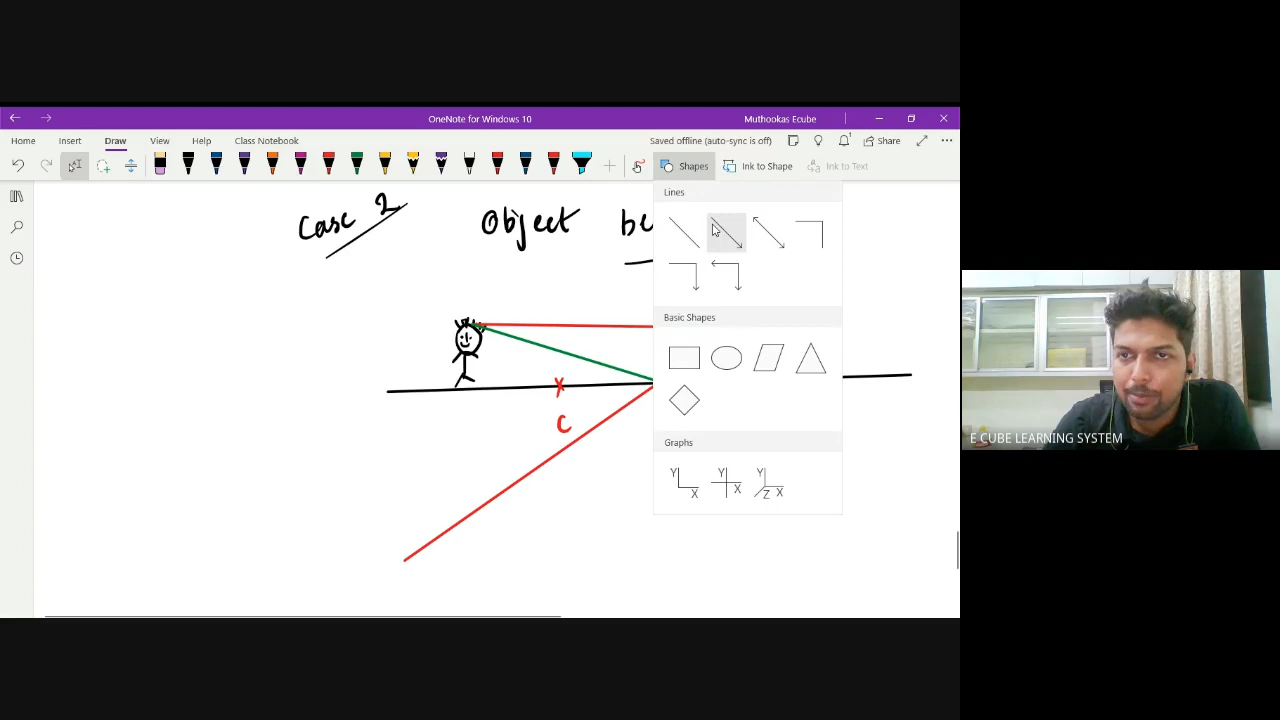 OneNote for Windows 10
Muthookas Ecube
Home Insert Draw View Help Class Notebook
Saved offline (auto-sync is off)
Share
Shapes
Ink to Shape
Ink to Text
Lines
Case 2 Object
Basic Shapes
C
Graphs
Y X Y X Y Z X
E CUBE LEARNING SYSTEM